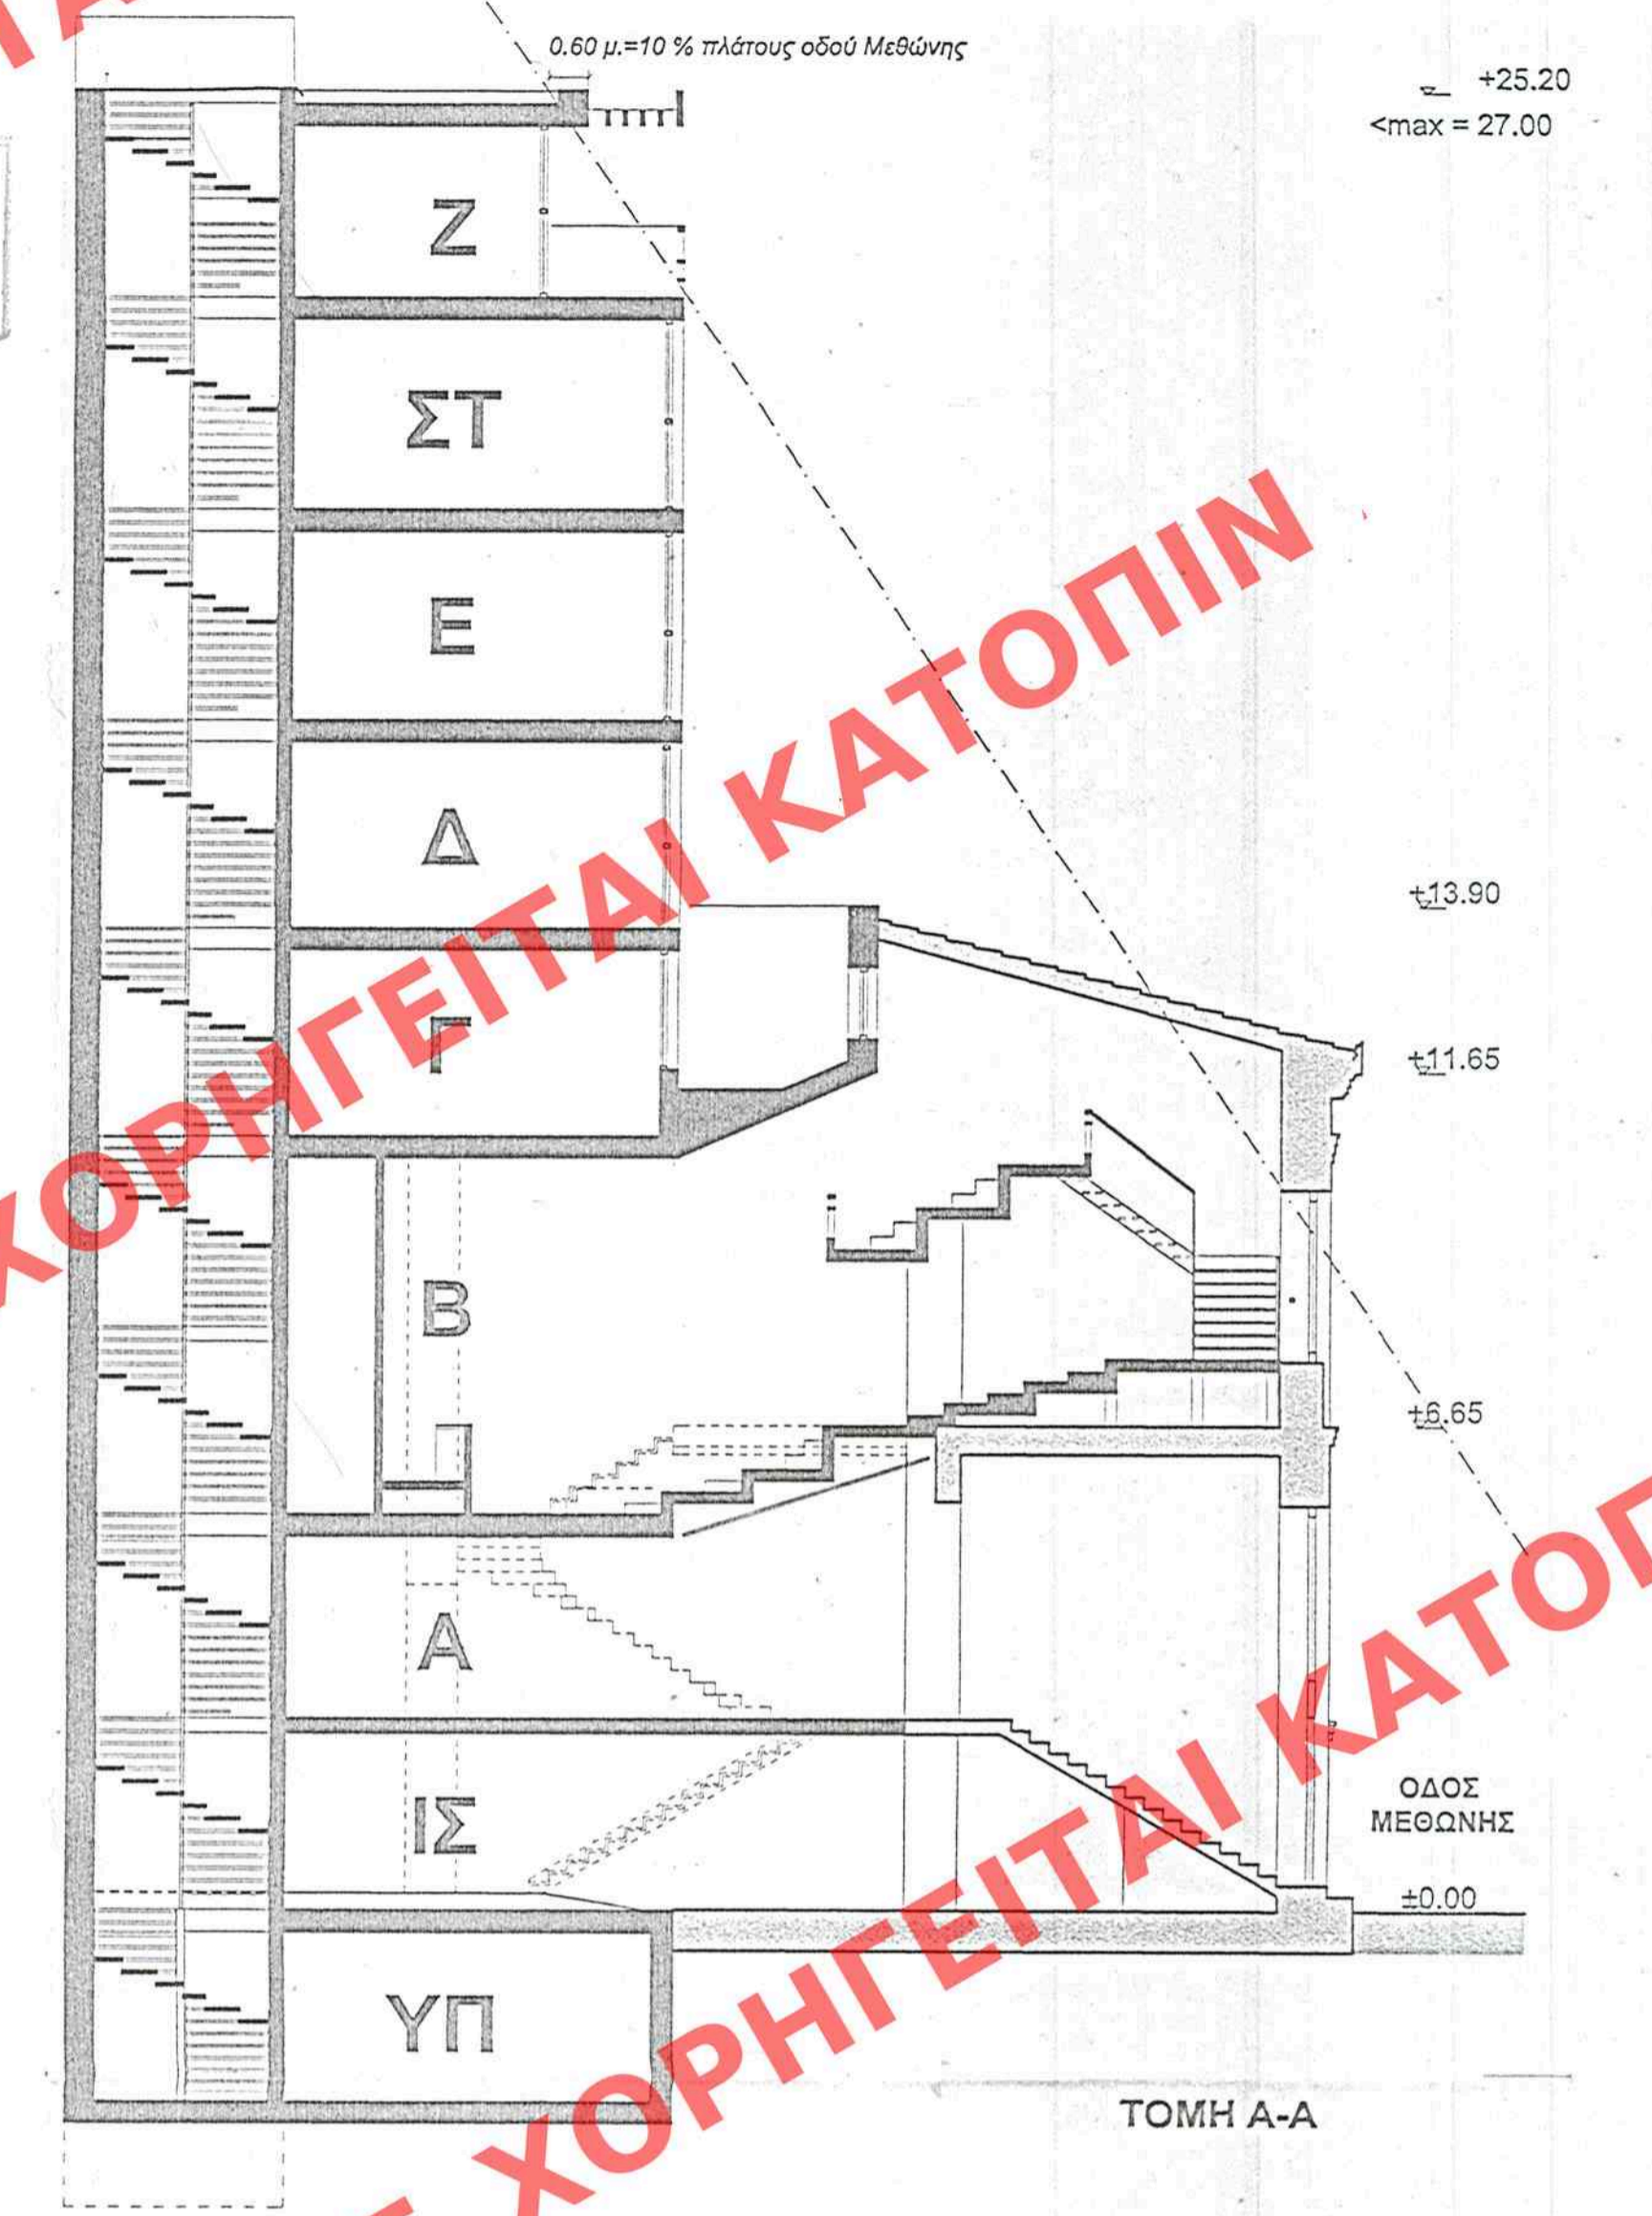 0.60 μ.=10 % πλάτους οδού Μεθώνης
+25.20
<max = 27.00
Ζ
ΣΤ
Ε
ΚΑΤΟΠΙΝ
Δ
+13.90
ΧΟΡΗΓΕΙΤΑΙ
Γ
+11.65
Β
+6.65
Α
ΟΔΟΣ
ΜΕΘΩΝΗΣ
ΙΣ
±0.00
ΧΟΡΗΓΕΙΤΑΙ
ΥΠ
ΤΟΜΗ Α-Α